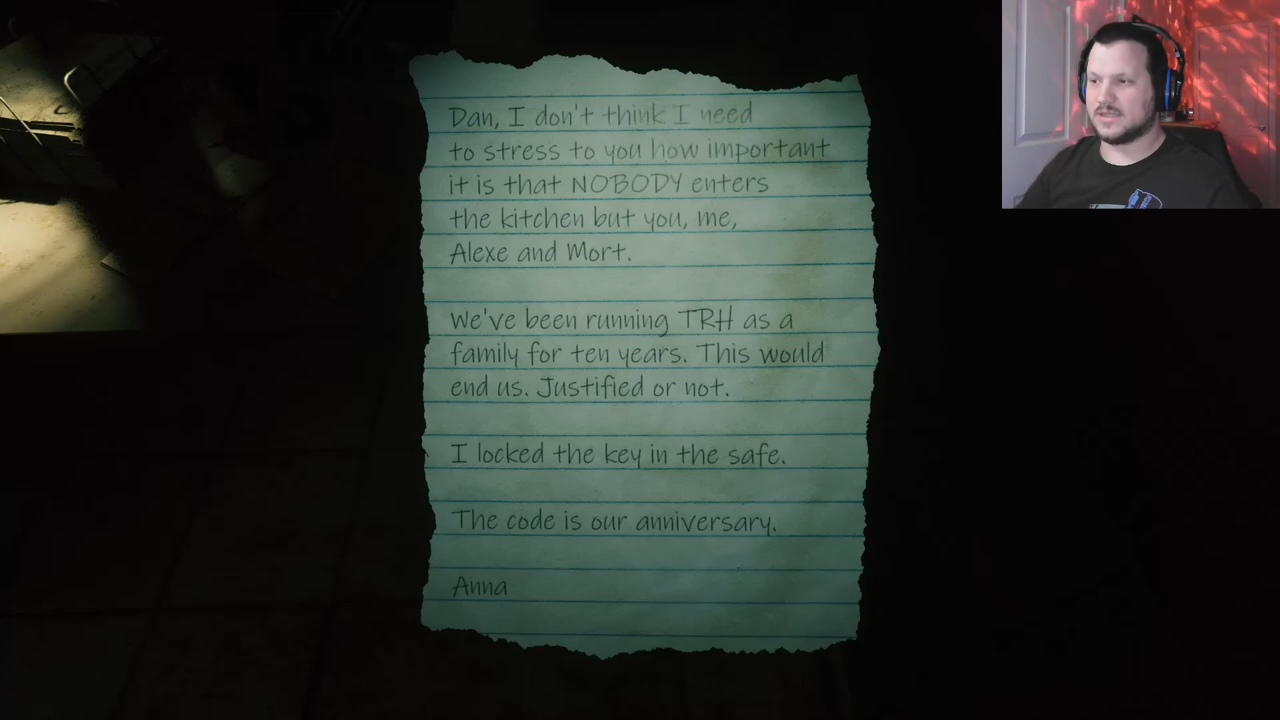 Dan, I don't think I need
to stress to you how important
it is that NOBODY enters
the kitchen but you, me,
Alexe and Mort.
We've been running TRH as a
family for ten years. This would
end us. Justified or not.
I locked the key in the safe.
The code is our anniversary.
Anna